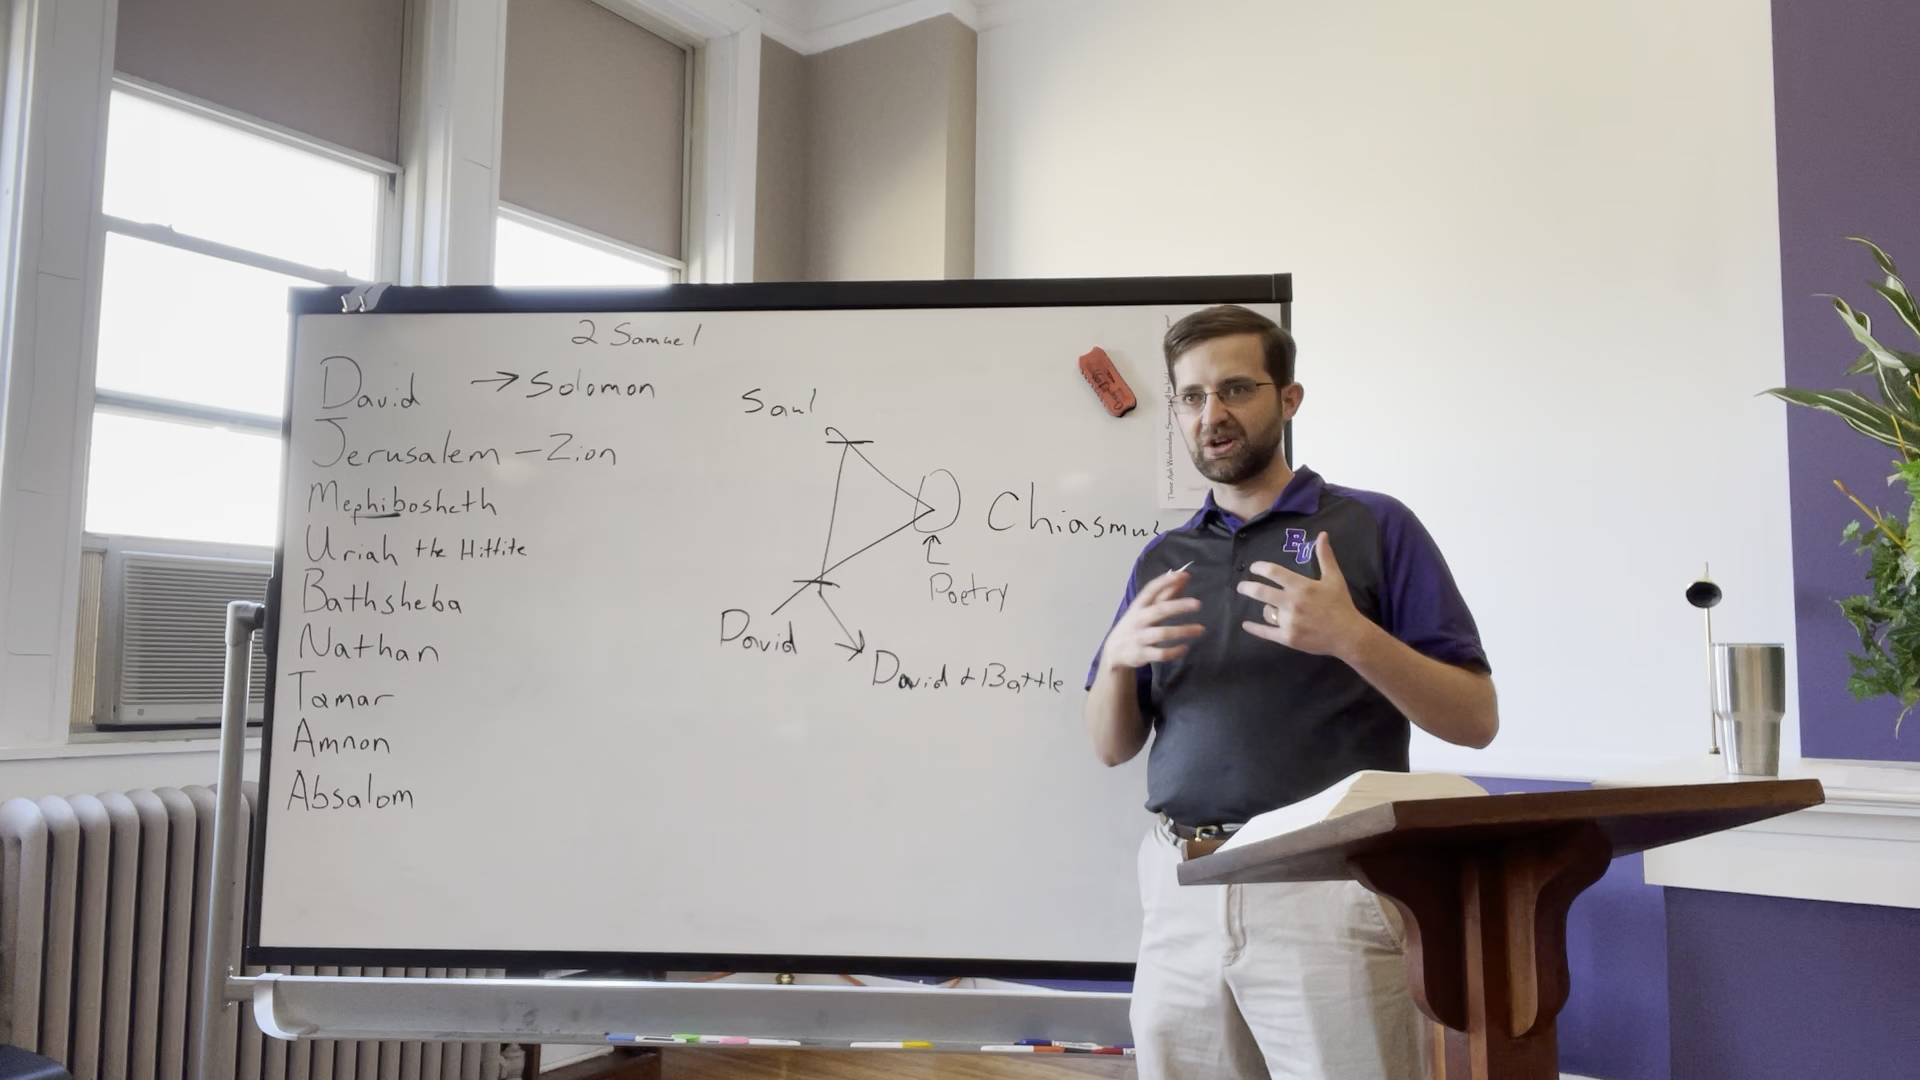 2 Samuel
David → Solomon
Jerusalem - Zion
Mephibosheth
Uriah the Hittite
Bathsheba
Nathan
Tamar
Amnon
Absalom
Saul
Chiasmus
Poetry
David
David & Battle
BU